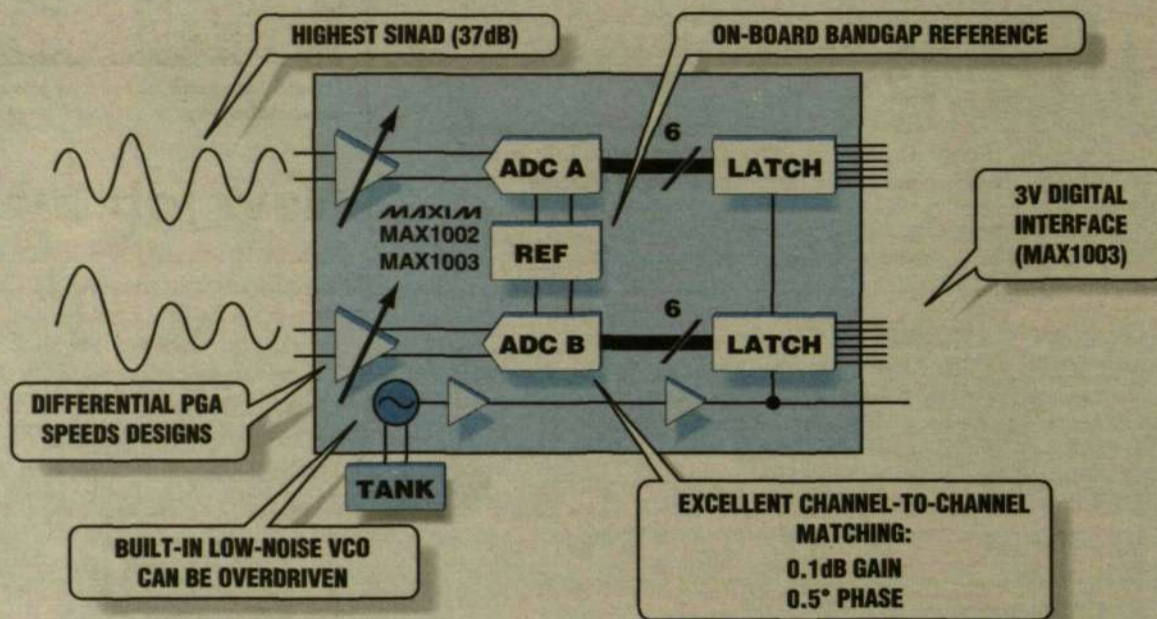 HIGHEST SINAD (37dB)
ON-BOARD BANDGAP REFERENCE
6
ADC A
LATCH
MAXIM
MAX1002
MAX1003
REF
3V DIGITAL
INTERFACE
(MAX1003)
6
ADC B
LATCH
DIFFERENTIAL PGA
SPEEDS DESIGNS
TANK
BUILT-IN LOW-NOISE VCO
CAN BE OVERDRIVEN
EXCELLENT CHANNEL-TO-CHANNEL
MATCHING:
0.1dB GAIN
0.5° PHASE